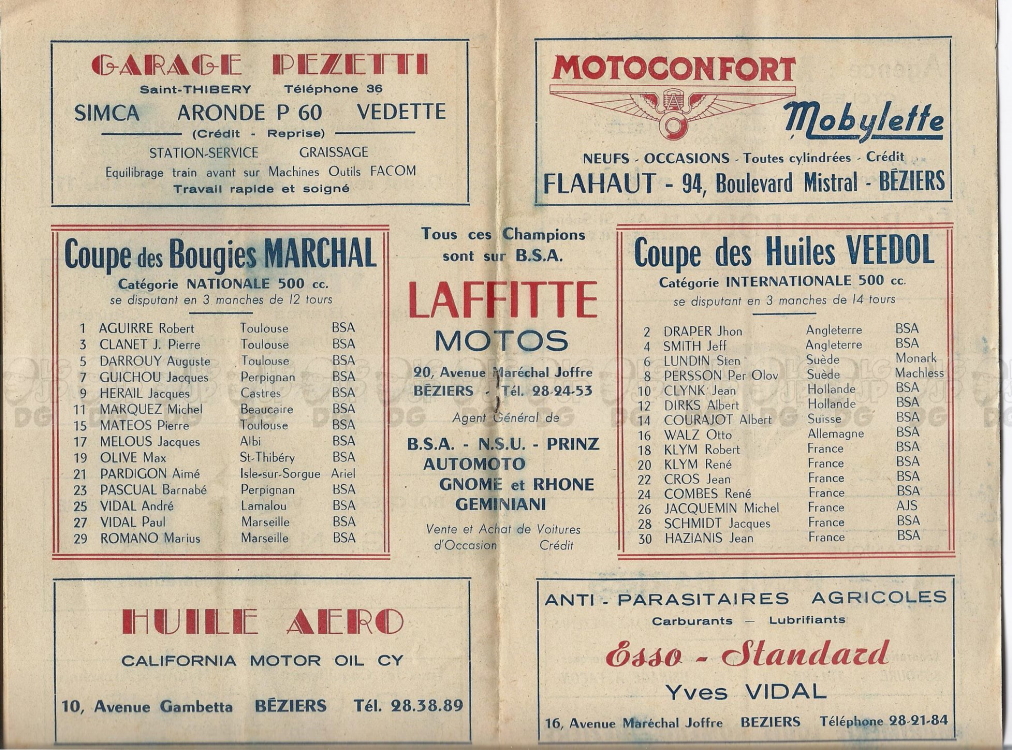 GARAGE PEZETTI
Saint-THIBERY Téléphone 36
SIMCA ARONDE P 60 VEDETTE
(Crédit - Reprise)
STATION-SERVICE GRAISSAGE
Equilibrage train avant sur Machines Outils FACOM
Travail rapide et soigné
MOTOCONFORT
Mobylette
NEUFS - OCCASIONS - Toutes cylindrées - Crédit
FLAHAUT - 94, Boulevard Mistral - BÉZIERS
Coupe des Bougies MARCHAL
Catégorie NATIONALE 500 cc.
se disputant en 3 manches de 12 tours
1 AGUIRRE Robert Toulouse BSA
3 CLANET J. Pierre Toulouse BSA
5 DARROUY Auguste Toulouse BSA
7 GUICHOU Jacques Perpignan BSA
9 HERAIL Jacques Castres BSA
11 MARQUEZ Michel Beaucaire BSA
15 MATEOS Pierre Toulouse BSA
17 MELOUS Jacques Albi BSA
19 OLIVE Max St-Thibéry BSA
21 PARDIGON Aimé Isle-sur-Sorgue Ariel
23 PASCUAL Barnabé Perpignan BSA
25 VIDAL André Lamalou BSA
27 VIDAL Paul Marseille BSA
29 ROMANO Marius Marseille BSA
Tous ces Champions
sont sur B.S.A.
LAFFITTE
MOTOS
20, Avenue Maréchal Joffre
BÉZIERS - Tél. 28-24-53
Agent Général de
B.S.A. - N.S.U. - PRINZ
AUTOMOTO
GNOME et RHONE
GEMINIANI
Vente et Achat de Voitures
d'Occasion Crédit
Coupe des Huiles VEEDOL
Catégorie INTERNATIONALE 500 cc.
se disputant en 3 manches de 14 tours
2 DRAPER Jhon Angleterre BSA
4 SMITH Jeff Angleterre BSA
6 LUNDIN Sten Suède Monark
8 PERSSON Per Olov Suède Machless
10 CLYNK Jean Hollande BSA
12 DIRKS Albert Hollande BSA
14 COURAJOT Albert Suisse BSA
16 WALZ Otto Allemagne BSA
18 KLYM Robert France BSA
20 KLYM René France BSA
22 CROS Jean France BSA
24 COMBES René France BSA
26 JACQUEMIN Michel France AJS
28 SCHMIDT Jacques France BSA
30 HAZIANIS Jean France BSA
HUILE AERO
CALIFORNIA MOTOR OIL CY
10, Avenue Gambetta BÉZIERS Tél. 28.38.89
ANTI-PARASITAIRES AGRICOLES
Carburants — Lubrifiants
Esso - Standard
Yves VIDAL
16, Avenue Maréchal Joffre BEZIERS Téléphone 28-21-84